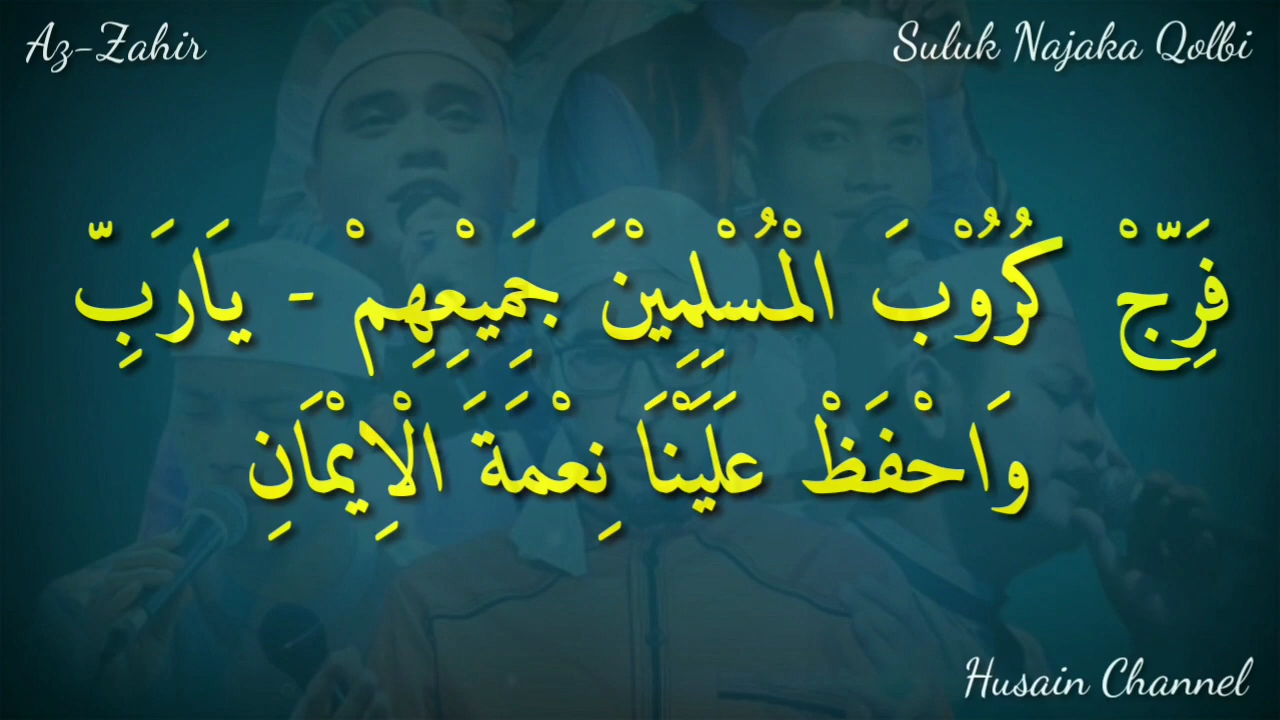 Az-Zahir
Suluk Najaka Qolbi
فَرِّجْ كُرُوْبَ الْمُسْلِمِيْنَ جَمِيْعِهِمْ - يَارَبِّ
وَاحْفَظْ عَلَيْنَا نِعْمَةَ الْاِيْمَانِ
Husain Channel